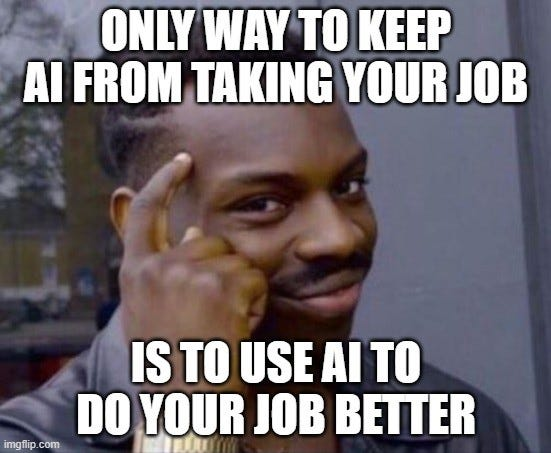 ONLY WAY TO KEEP
AI FROM TAKING YOUR JOB
IS TO USE AI TO
DO YOUR JOB BETTER
imgflip.com